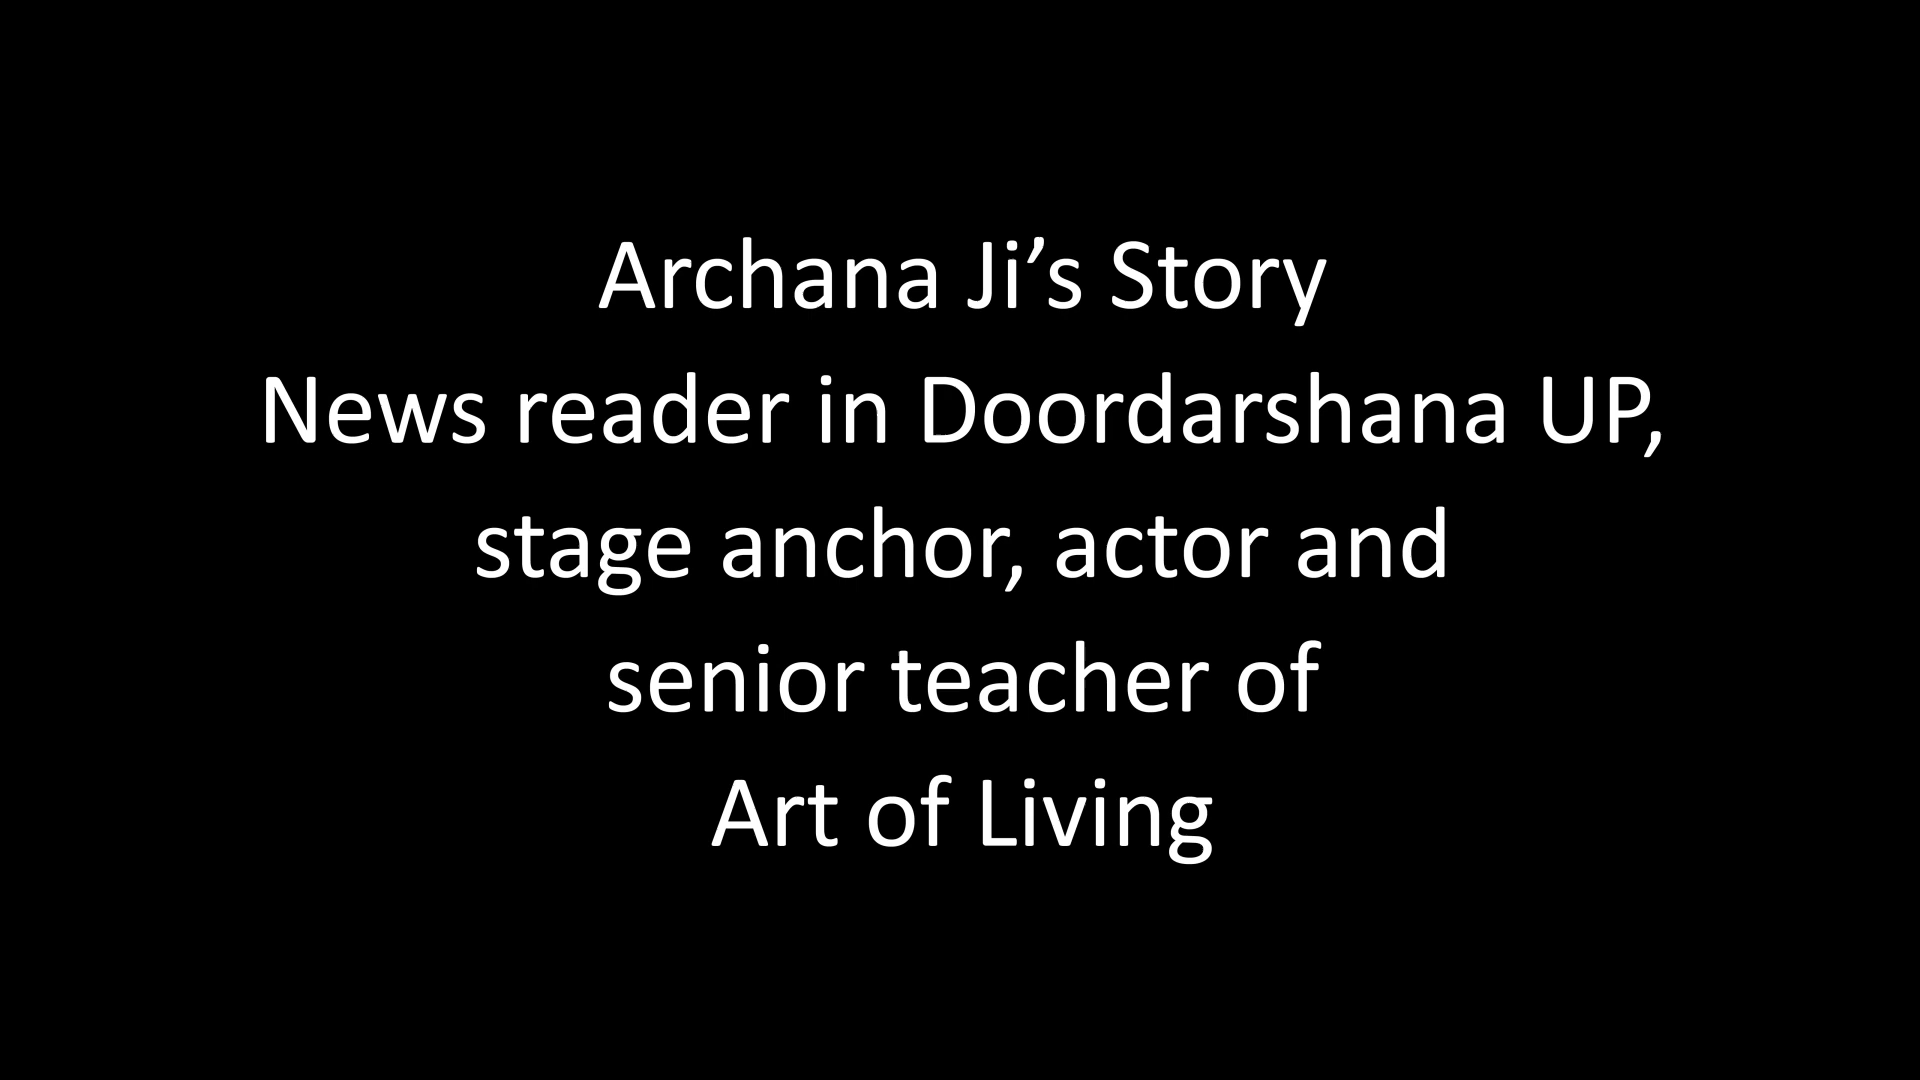 Archana Ji’s Story
News reader in Doordarshana UP,
stage anchor, actor and
senior teacher of
Art of Living